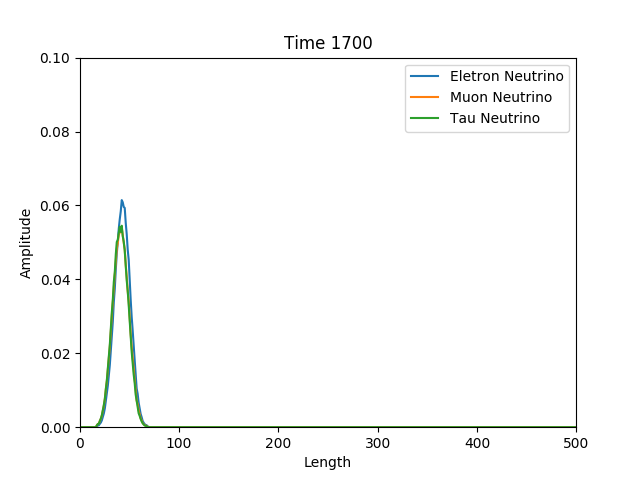 Time 1700
Eletron Neutrino
Muon Neutrino
Tau Neutrino
Amplitude
0.10
0.08
0.06
0.04
0.02
0.00
0 100 200 300 400 500
Length